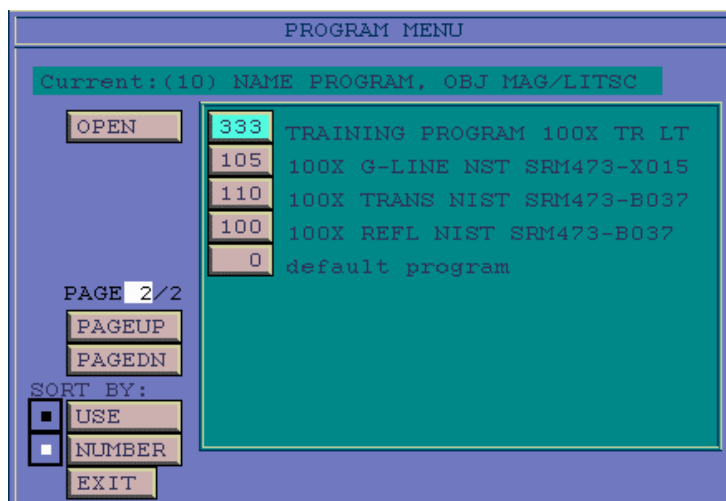 PROGRAM MENU
Current:(10) NAME PROGRAM, OBJ MAG/LITSC
OPEN
333 TRAINING PROGRAM 100X TR LT
105 100X G-LINE NST SRM473-X015
110 100X TRANS NIST SRM473-B037
100 100X REFL NIST SRM473-B037
0 default program
PAGE 2/2
PAGEUP
PAGEDN
SORT BY:
USE
NUMBER
EXIT